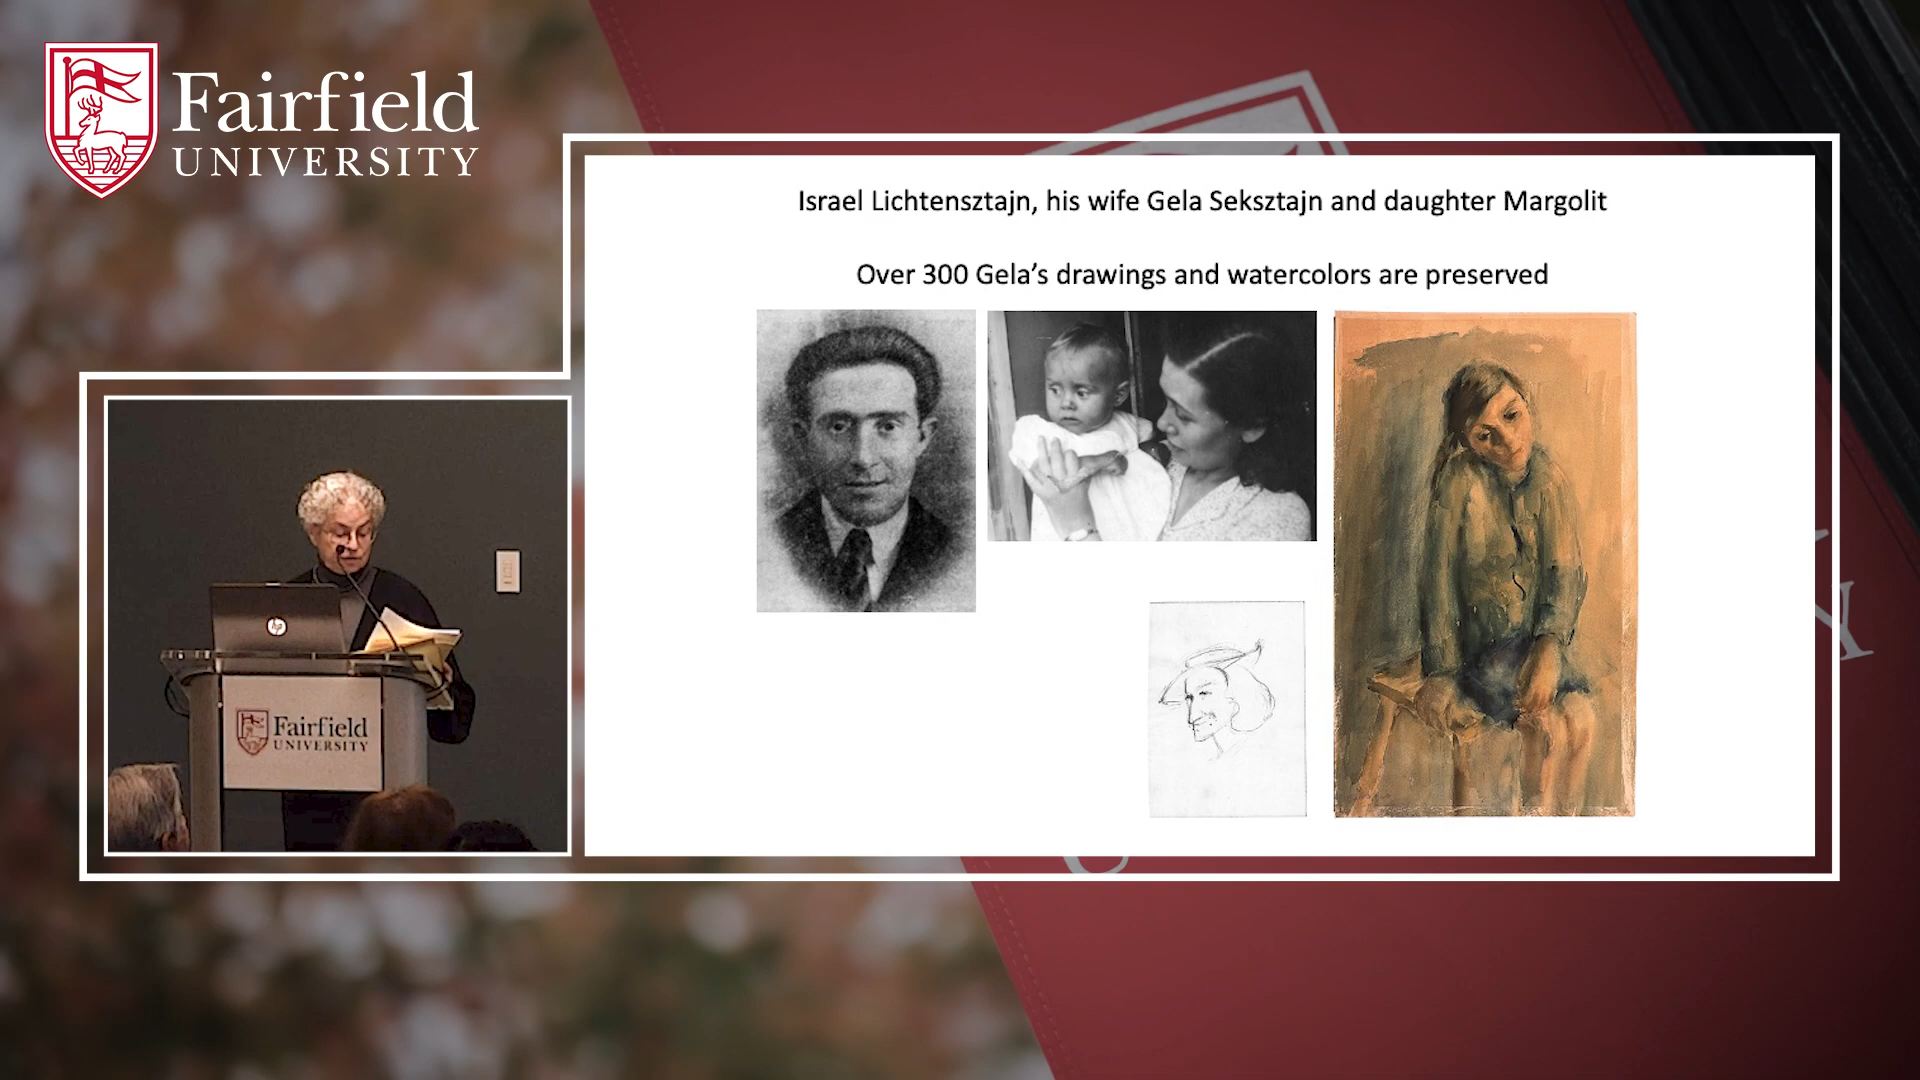 Fairfield
UNIVERSITY
Israel Lichtensztajn, his wife Gela Seksztajn and daughter Margolit
Over 300 Gela's drawings and watercolors are preserved
hp
Fairfield
UNIVERSITY